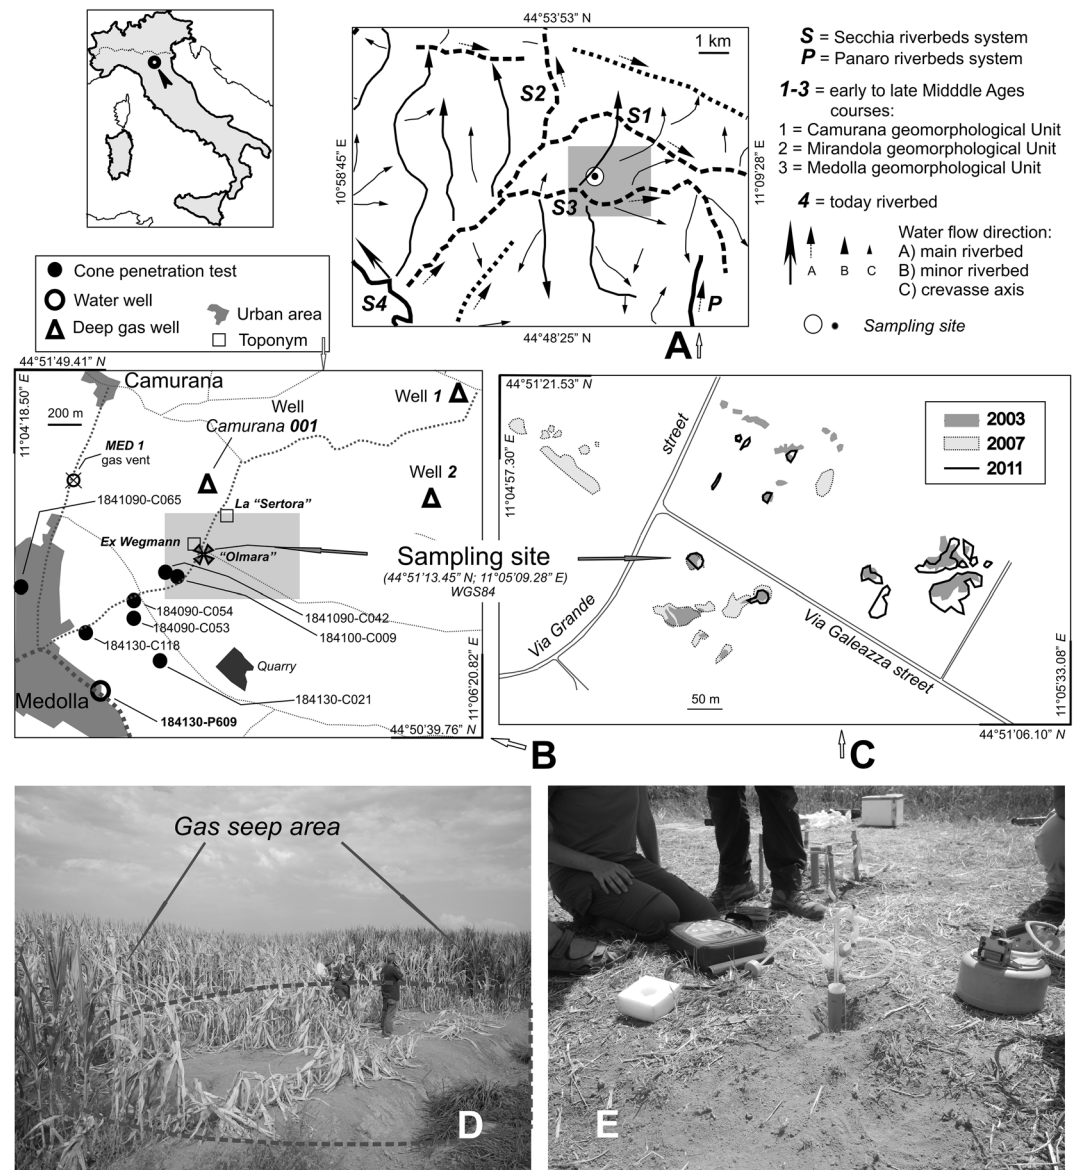 44°53'53” N
1 km
S2
S1
S3
S4
P
10°58'45” E
11°09'28” E
44°48'25” N
A
S = Secchia riverbeds system
P = Panaro riverbeds system
1-3 = early to late Midddle Ages
courses:
1 = Camurana geomorphological Unit
2 = Mirandola geomorphological Unit
3 = Medolla geomorphological Unit
4 = today riverbed
Water flow direction:
A) main riverbed
B) minor riverbed
C) crevasse axis
A B C
Sampling site
Cone penetration test
Water well
Deep gas well
Urban area
Toponym
44°51'49.41” N
11°04'18.50” E
Camurana
200 m
MED 1
gas vent
1841090-C065
Well
Camurana 001
Well 1
Well 2
La “Sertora”
Ex Wegmann
“Olmara”
Sampling site
(44°51'13.45” N; 11°05'09.28” E)
WGS84
184090-C054
184090-C053
1841090-C042
184100-C009
184130-C118
Quarry
184130-C021
Medolla
184130-P609
11°06'20.82” E
44°50'39.76” N
B
44°51'21.53” N
11°04'57.30” E
street
2003
2007
2011
Via Grande
Via Galeazza street
50 m
11°05'33.08” E
44°51'06.10” N
C
Gas seep area
D
E